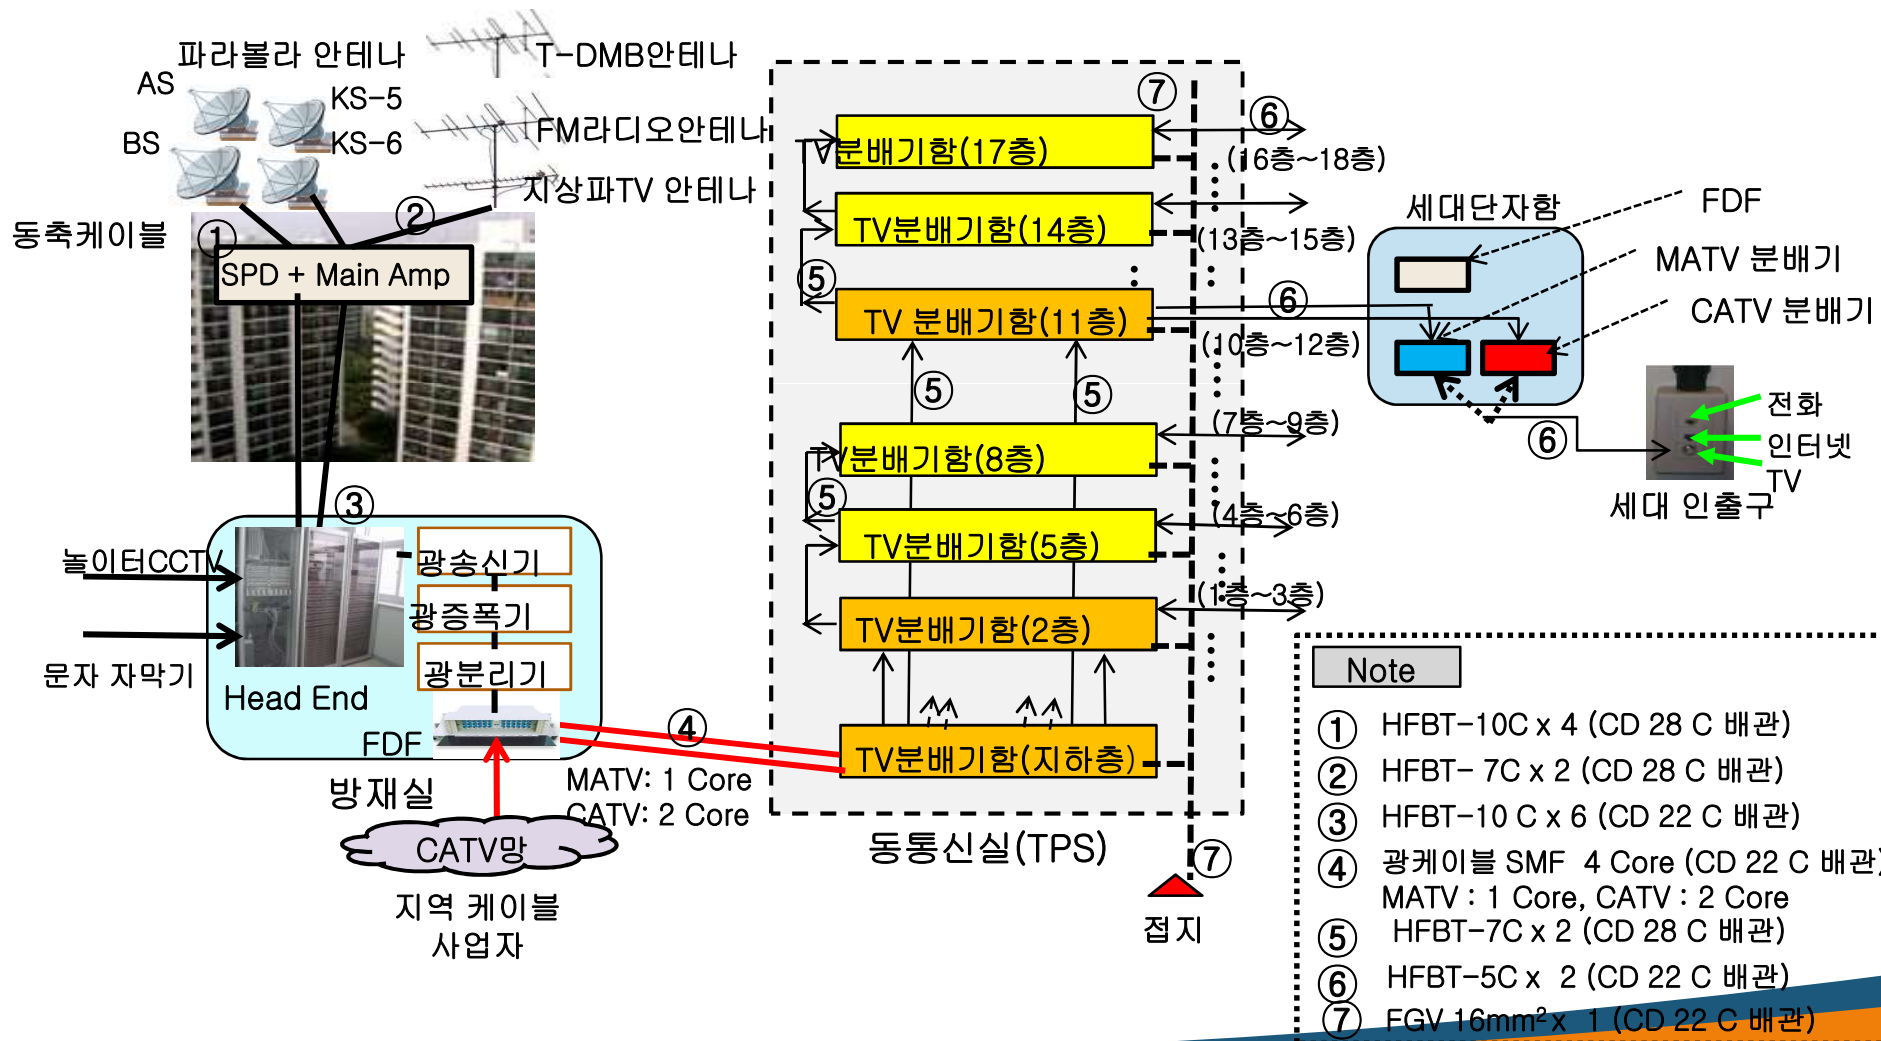 파라볼라 안테나
T-DMB안테나
AS
KS-5
FM라디오안테나
BS
KS-6
지상파TV 안테나
동축케이블
①
②
SPD + Main Amp
③
놀이터CCTV
문자 자막기
광송신기
광증폭기
광분리기
Head End
FDF
방재실
④
MATV: 1 Core
CATV: 2 Core
CATV망
지역 케이블
사업자
⑦
⑥
TV분배기함(17층)
(16층~18층)
TV분배기함(14층)
(13층~15층)
⑤
⑥
TV 분배기함(11층)
(10층~12층)
⑤
⑤
(7층~9층)
TV분배기함(8층)
⑤
(4층~6층)
TV분배기함(5층)
(1층~3층)
TV분배기함(2층)
TV분배기함(지하층)
동통신실(TPS)
⑦
접지
세대단자함
FDF
MATV 분배기
CATV 분배기
⑥
전화
인터넷
TV
세대 인출구
Note
① HFBT-10C x 4 (CD 28 C 배관)
② HFBT- 7C x 2 (CD 28 C 배관)
③ HFBT-10 C x 6 (CD 22 C 배관)
④ 광케이블 SMF 4 Core (CD 22 C 배관)
MATV : 1 Core, CATV : 2 Core
⑤ HFBT-7C x 2 (CD 28 C 배관)
⑥ HFBT-5C x 2 (CD 22 C 배관)
⑦ FGV 16mm² x 1 (CD 22 C 배관)